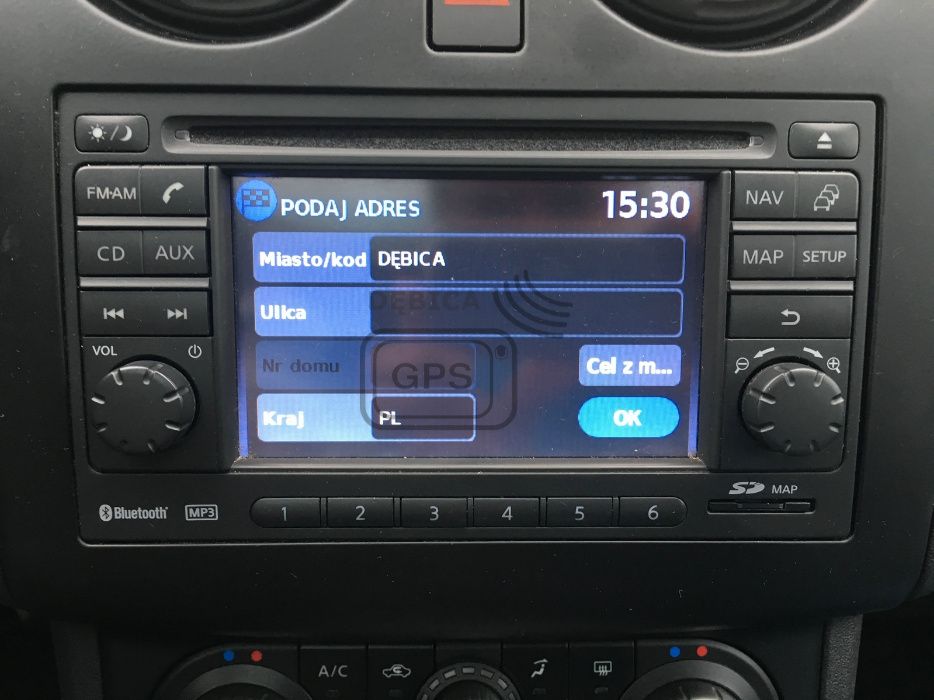 PODAJ ADRES 15:30
Miasto/kod DĘBICA
DĘBICA
Ulica
Nr domu Cel z m...
GPS
Kraj PL OK
FM·AM
CD AUX
VOL
NAV
MAP SETUP
Bluetooth MP3
1 2 3 4 5 6
SD MAP
A/C